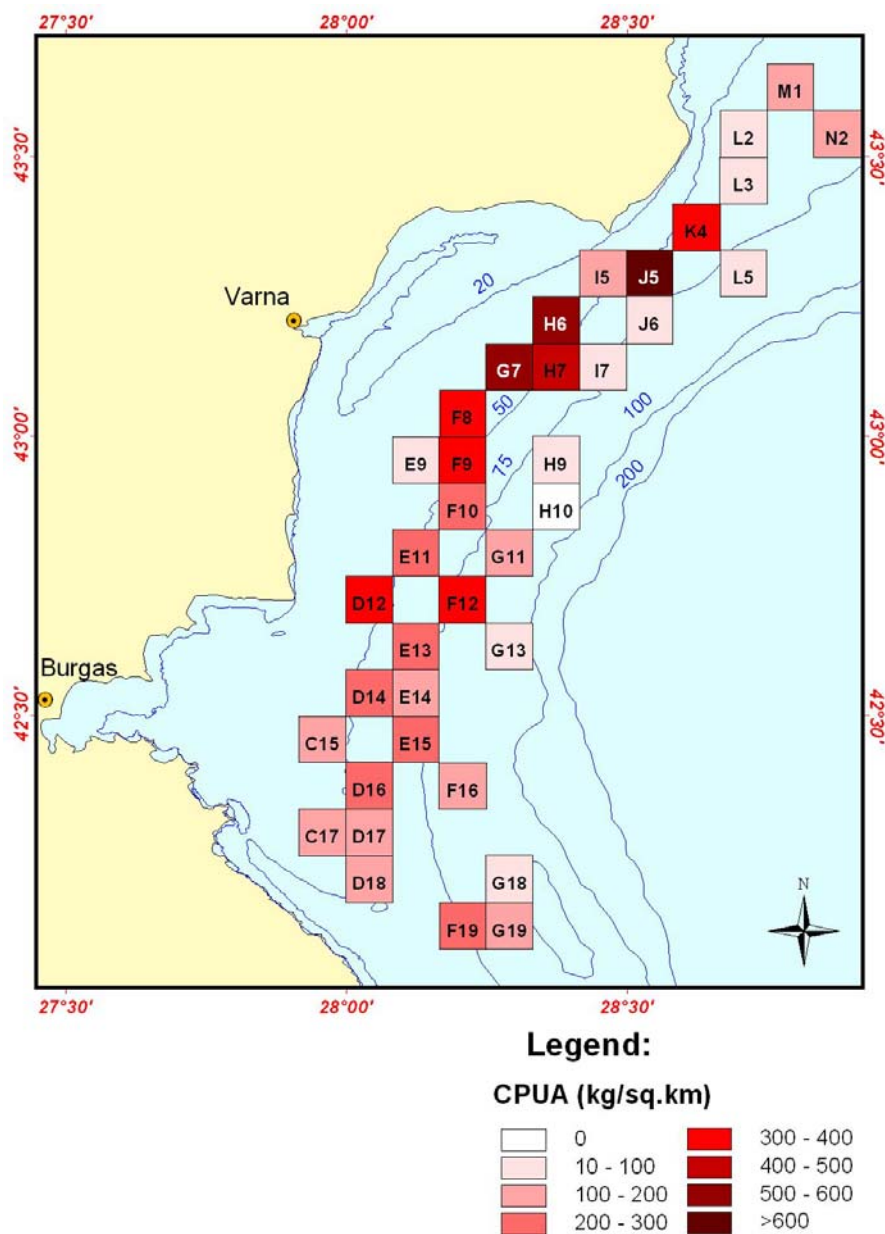 27°30' 28°00' 28°30'
M1
L2 N2
43°30' 43°30'
L3
K4
I5 J5 L5
20
Varna
H6 J6
G7 H7 I7
F8 50 100
43°00' 43°00'
E9 F9 75 H9 200
F10 H10
E11 G11
D12 F12
E13 G13
Burgas
D14 E14
42°30' 42°30'
C15 E15
D16 F16
C17 D17
D18 G18
N
F19 G19
27°30' 28°00' 28°30'
Legend:
CPUA (kg/sq.km)
0 300 - 400
10 - 100 400 - 500
100 - 200 500 - 600
200 - 300 >600